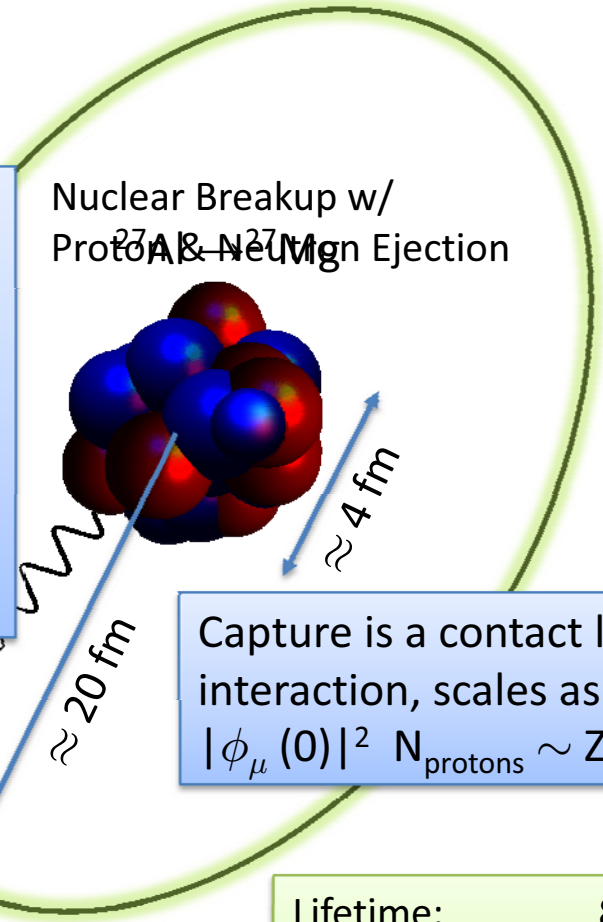 Nuclear Breakup w/
Proton & Neutron Ejection
²⁷Al → ²⁷Mg
≈ 4 fm
≈ 20 fm
Capture is a contact l
interaction, scales as
|ϕμ (0)|² Nprotons ∼ Z
Lifetime: